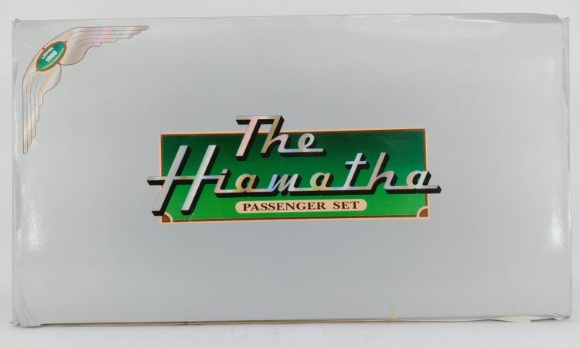 The
Hiawatha
PASSENGER SET